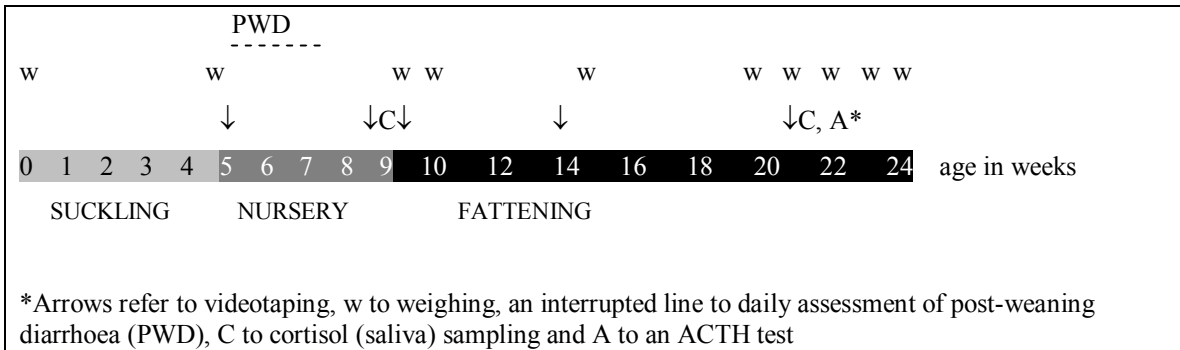 PWD
w w w w w w w w w w
↓ ↓C↓ ↓ ↓C, A*
0 1 2 3 4 5 6 7 8 9 10 12 14 16 18 20 22 24 age in weeks
SUCKLING NURSERY FATTENING
*Arrows refer to videotaping, w to weighing, an interrupted line to daily assessment of post-weaning
diarrhoea (PWD), C to cortisol (saliva) sampling and A to an ACTH test